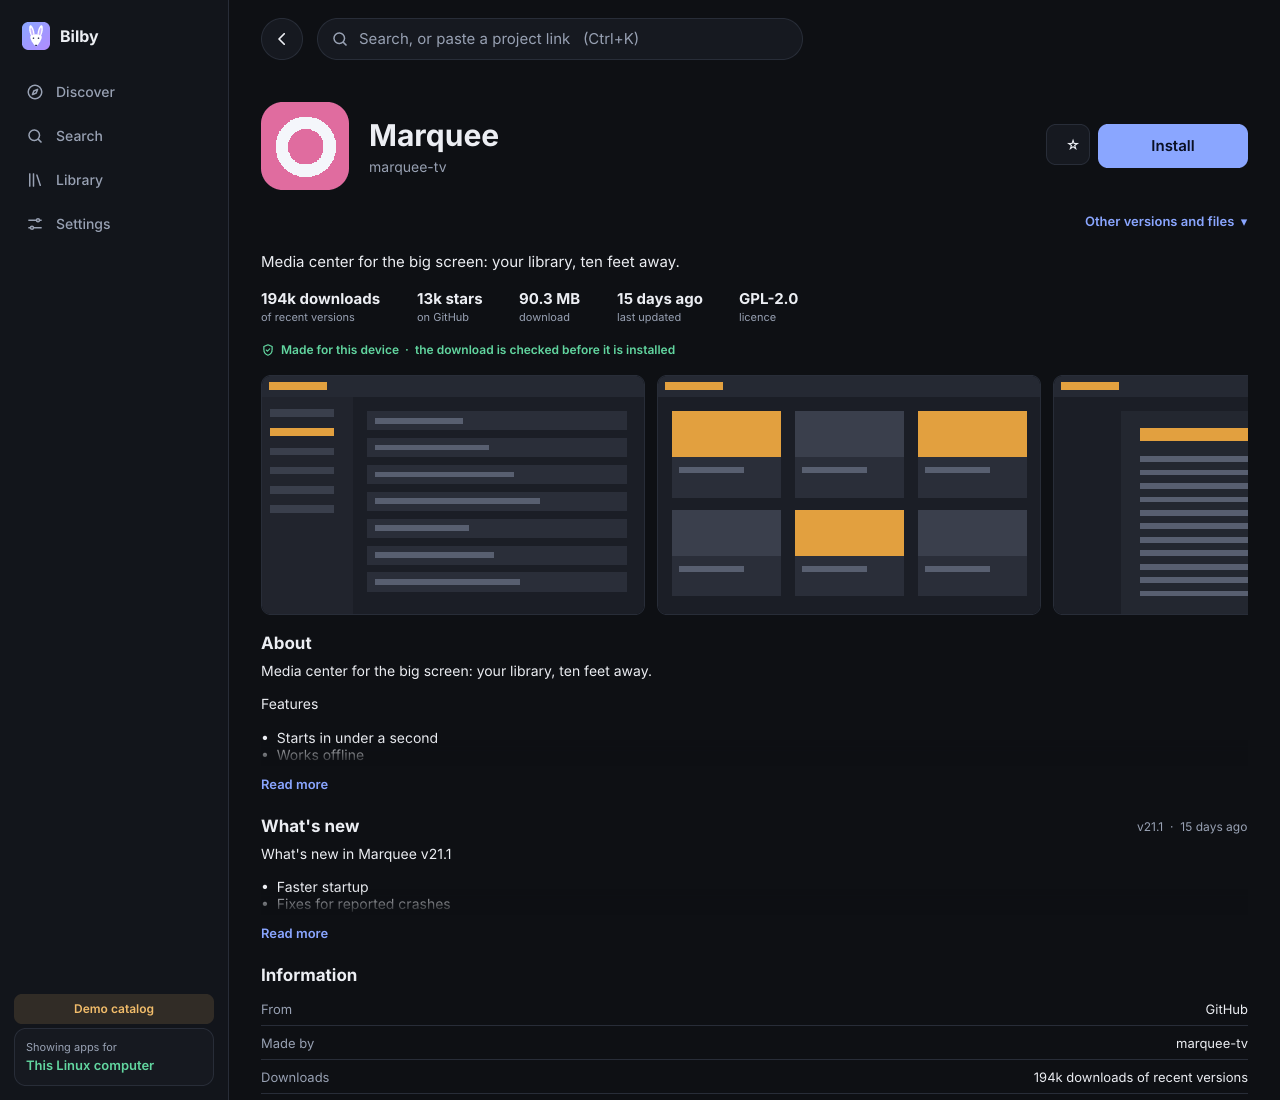 Bilby
Search, or paste a project link (Ctrl+K)
Discover
Search
Library
Settings
Marquee
marquee-tv
Install
Other versions and files ▾
Media center for the big screen: your library, ten feet away.
194k downloads
of recent versions
13k stars
on GitHub
90.3 MB
download
15 days ago
last updated
GPL-2.0
licence
Made for this device · the download is checked before it is installed
About
Media center for the big screen: your library, ten feet away.
Features
• Starts in under a second
• Works offline
Read more
What's new
v21.1 · 15 days ago
What's new in Marquee v21.1
• Faster startup
• Fixes for reported crashes
Read more
Information
From
GitHub
Made by
marquee-tv
Downloads
194k downloads of recent versions
Demo catalog
Showing apps for
This Linux computer